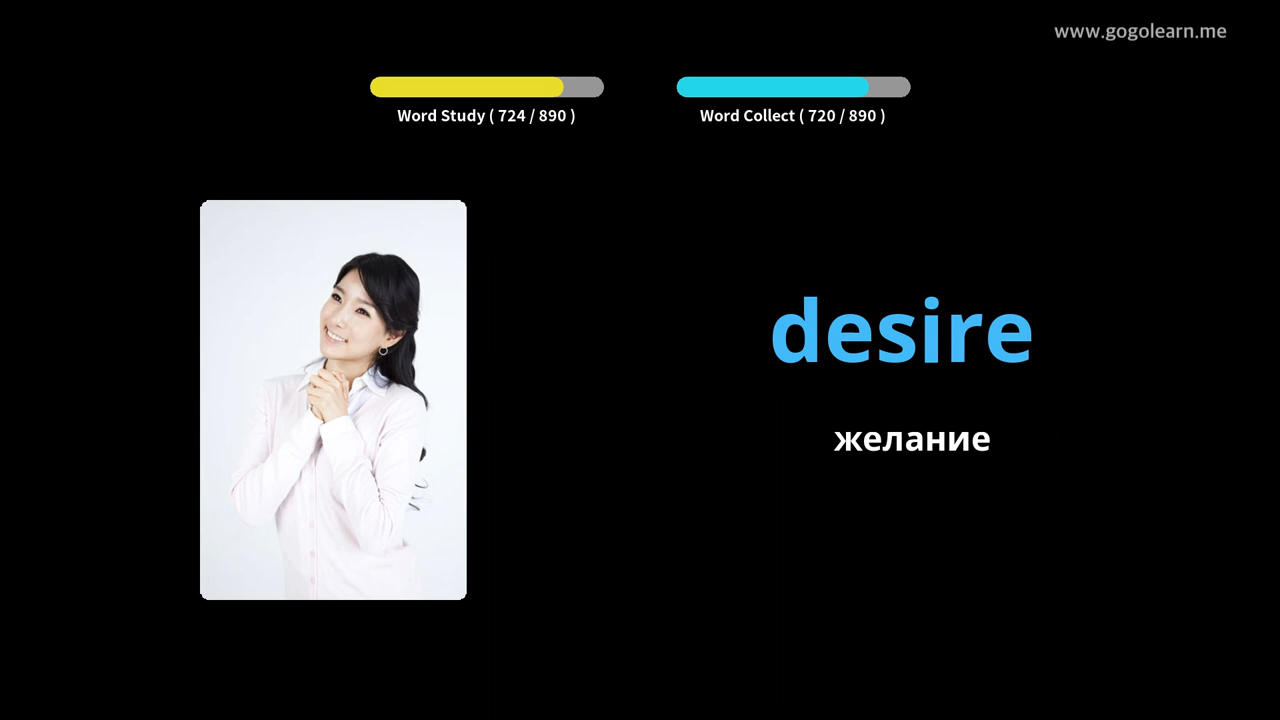 www.gogolearn.me
Word Study ( 724 / 890 )
Word Collect ( 720 / 890 )
desire
желание